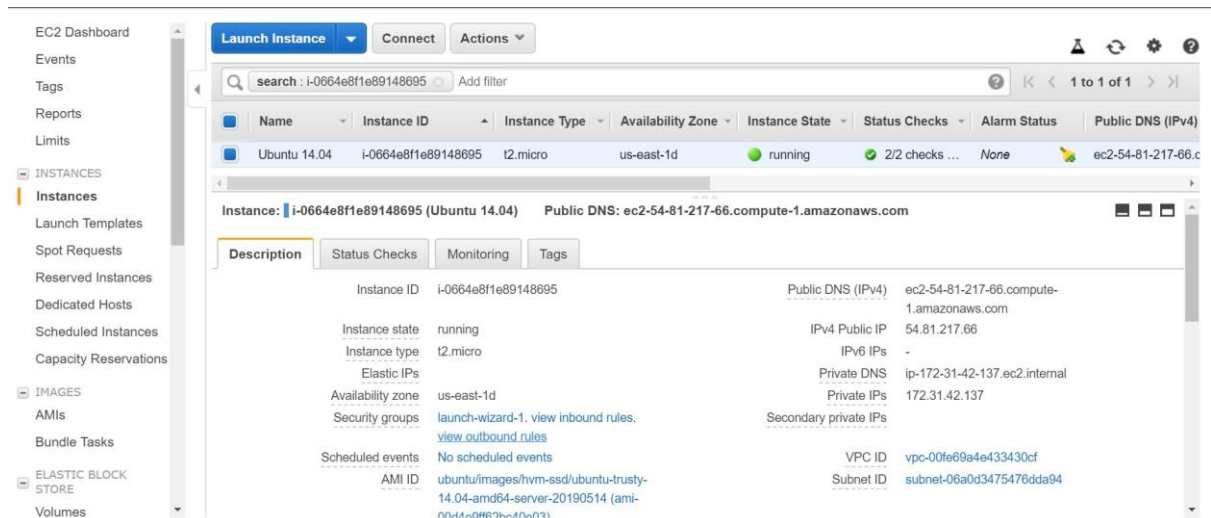 EC2 Dashboard
Events
Tags
Reports
Limits
INSTANCES
Instances
Launch Templates
Spot Requests
Reserved Instances
Dedicated Hosts
Scheduled Instances
Capacity Reservations
IMAGES
AMIs
Bundle Tasks
ELASTIC BLOCK
STORE
Volumes
Launch Instance Connect Actions
search : i-0664e8f1e89148695 Add filter 1 to 1 of 1
Name Instance ID Instance Type Availability Zone Instance State Status Checks Alarm Status Public DNS (IPv4)
Ubuntu 14.04 i-0664e8f1e89148695 t2.micro us-east-1d running 2/2 checks ... None ec2-54-81-217-66.c
Instance: i-0664e8f1e89148695 (Ubuntu 14.04) Public DNS: ec2-54-81-217-66.compute-1.amazonaws.com
Description Status Checks Monitoring Tags
Instance ID i-0664e8f1e89148695 Public DNS (IPv4) ec2-54-81-217-66.compute-
1.amazonaws.com
Instance state running IPv4 Public IP 54.81.217.66
Instance type t2.micro IPv6 IPs -
Elastic IPs Private DNS ip-172-31-42-137.ec2.internal
Availability zone us-east-1d Private IPs 172.31.42.137
Security groups launch-wizard-1. view inbound rules. Secondary private IPs
view outbound rules
Scheduled events No scheduled events VPC ID vpc-00fe69a4e433430cf
AMI ID ubuntu/images/hvm-ssd/ubuntu-trusty- Subnet ID subnet-06a0d3475476dda94
14.04-amd64-server-20190514 (ami-